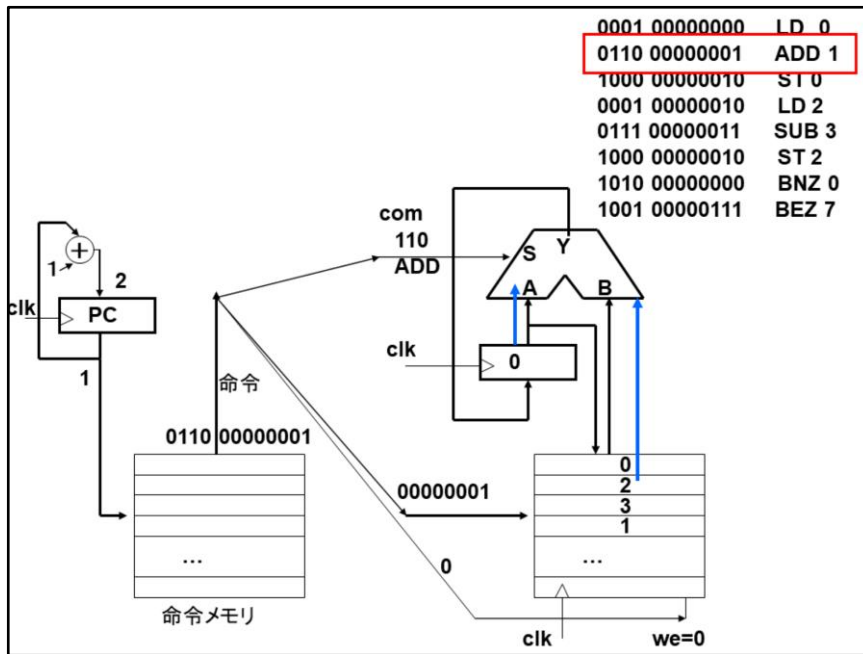 0001 00000000 LD 0
0110 00000001 ADD 1
1000 00000010 ST 0
0001 00000010 LD 2
0111 00000011 SUB 3
1000 00000010 ST 2
1010 00000000 BNZ 0
1001 00000111 BEZ 7
com
110
ADD
S Y
A B
1
2
clk
PC
1
clk
0
命令
0110 00000001
00000001
0
0
2
3
1
...
...
命令メモリ
clk
we=0